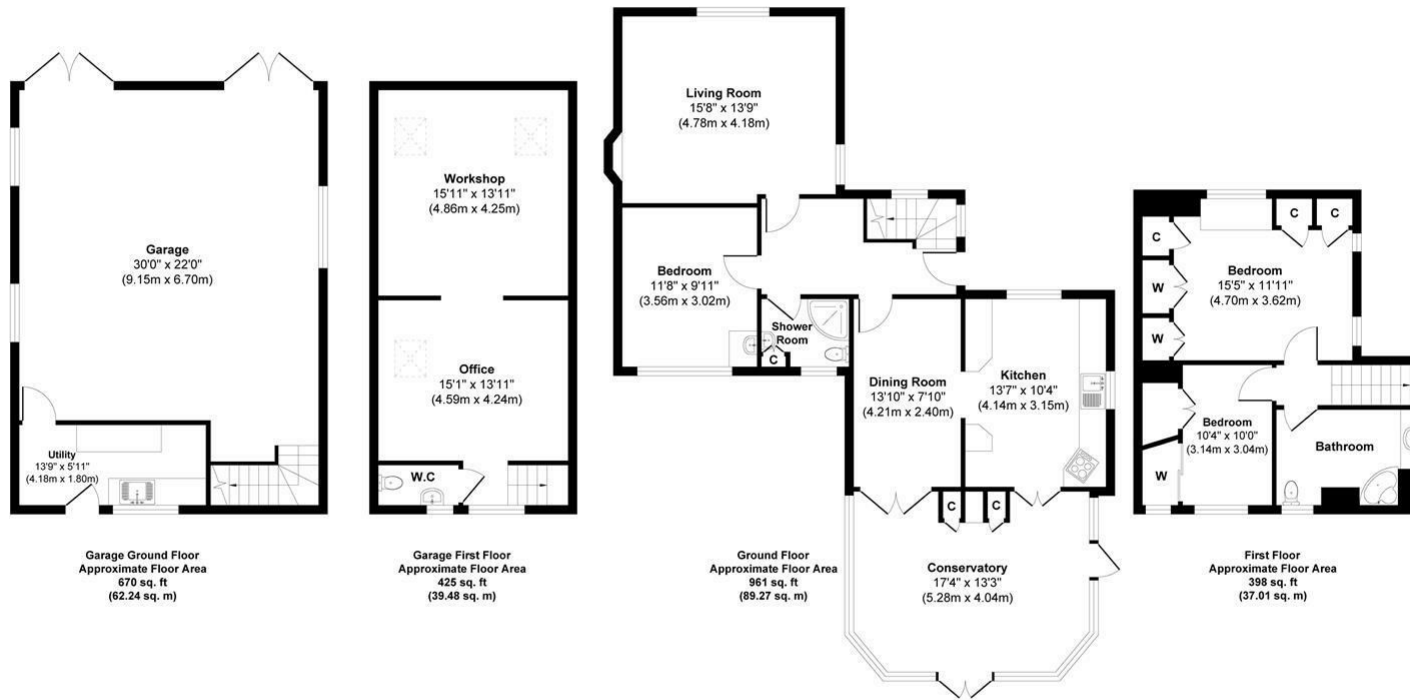 Garage
30'0" x 22'0"
(9.15m x 6.70m)
Utility
13'9" x 5'11"
(4.18m x 1.80m)
Garage Ground Floor
Approximate Floor Area
670 sq. ft
(62.24 sq. m)
Workshop
15'11" x 13'11"
(4.86m x 4.25m)
Office
15'1" x 13'11"
(4.59m x 4.24m)
W.C
Garage First Floor
Approximate Floor Area
425 sq. ft
(39.48 sq. m)
Living Room
15'8" x 13'9"
(4.78m x 4.18m)
Bedroom
11'8" x 9'11"
(3.56m x 3.02m)
Shower
Room
C
Dining Room
13'10" x 7'10"
(4.21m x 2.40m)
Kitchen
13'7" x 10'4"
(4.14m x 3.15m)
C
C
Conservatory
17'4" x 13'3"
(5.28m x 4.04m)
Ground Floor
Approximate Floor Area
961 sq. ft
(89.27 sq. m)
C
C
C
W
W
Bedroom
15'5" x 11'11"
(4.70m x 3.62m)
Bedroom
10'4" x 10'0"
(3.14m x 3.04m)
W
Bathroom
First Floor
Approximate Floor Area
398 sq. ft
(37.01 sq. m)